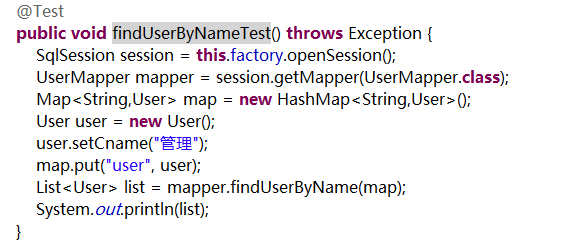 @Test
public void findUserByNameTest() throws Exception {
SqlSession session = this.factory.openSession();
UserMapper mapper = session.getMapper(UserMapper.class);
Map<String,User> map = new HashMap<String,User>();
User user = new User();
user.setCname("管理");
map.put("user", user);
List<User> list = mapper.findUserByName(map);
System.out.println(list);
}